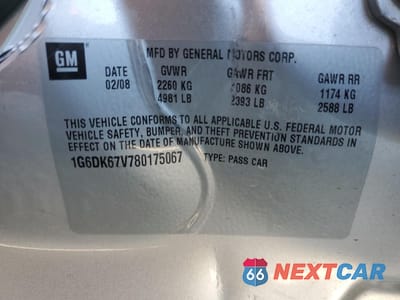 GM
MFD BY GENERAL MOTORS CORP.
DATE GVWR GAWR FRT GAWR RR
02/08 2260 KG 1086 KG 1174 KG
4981 LB 2393 LB 2588 LB
THIS VEHICLE CONFORMS TO ALL APPLICABLE U.S. FEDERAL MOTOR
VEHICLE SAFETY, BUMPER, AND THEFT PREVENTION STANDARDS IN
EFFECT ON THE DATE OF MANUFACTURE SHOWN ABOVE.
1G6DK67V780175067 TYPE: PASS CAR
66 NEXTCAR